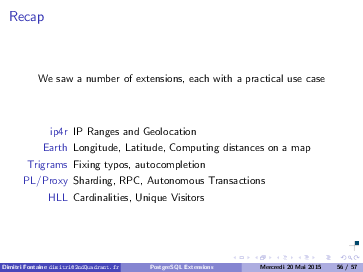 Recap
We saw a number of extensions, each with a practical use case
ip4r IP Ranges and Geolocation
Earth Longitude, Latitude, Computing distances on a map
Trigrams Fixing typos, autocompletion
PL/Proxy Sharding, RPC, Autonomous Transactions
HLL Cardinalities, Unique Visitors
Dimitri Fontaine dimitri@2ndQuadrant.fr PostgreSQL Extensions Mercredi 20 Mai 2015 56 / 57